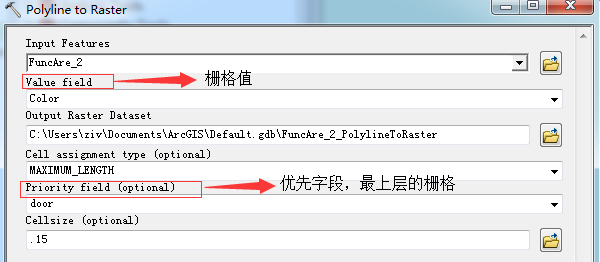 Polyline to Raster
Input Features
FuncAre_2
Value field
栅格值
Color
Output Raster Dataset
C:\Users\ziv\Documents\ArcGIS\Default.gdb\FuncAre_2_PolylineToRaster
Cell assignment type (optional)
MAXIMUM_LENGTH
Priority field (optional)
优先字段，最上层的栅格
door
Cellsize (optional)
.15